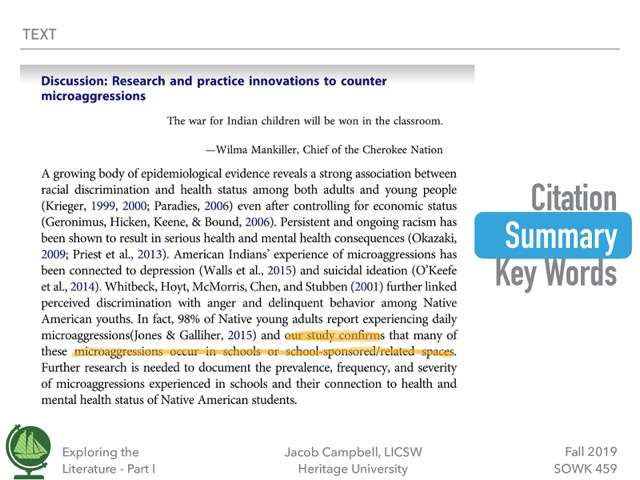 TEXT
Discussion: Research and practice innovations to counter
microaggressions
The war for Indian children will be won in the classroom.
—Wilma Mankiller, Chief of the Cherokee Nation
A growing body of epidemiological evidence reveals a strong association between
racial discrimination and health status among both adults and young people
(Krieger, 1999, 2000; Paradies, 2006) even after controlling for economic status
(Geronimus, Hicken, Keene, & Bound, 2006). Persistent and ongoing racism has
been shown to result in serious health and mental health consequences (Okazaki,
2009; Priest et al., 2013). American Indians’ experience of microaggressions has
been connected to depression (Walls et al., 2015) and suicidal ideation (O’Keefe
et al., 2014). Whitbeck, Hoyt, McMorris, Chen, and Stubben (2001) further linked
perceived discrimination with anger and delinquent behavior among Native
American youths. In fact, 98% of Native young adults report experiencing daily
microaggressions(Jones & Galliher, 2015) and our study confirms that many of
these microaggressions occur in schools or school-sponsored/related spaces.
Further research is needed to document the prevalence, frequency, and severity
of microaggressions experienced in schools and their connection to health and
mental health status of Native American students.
Citation
Summary
Key Words
Exploring the
Literature - Part I
Jacob Campbell, LICSW
Heritage University
Fall 2019
SOWK 459